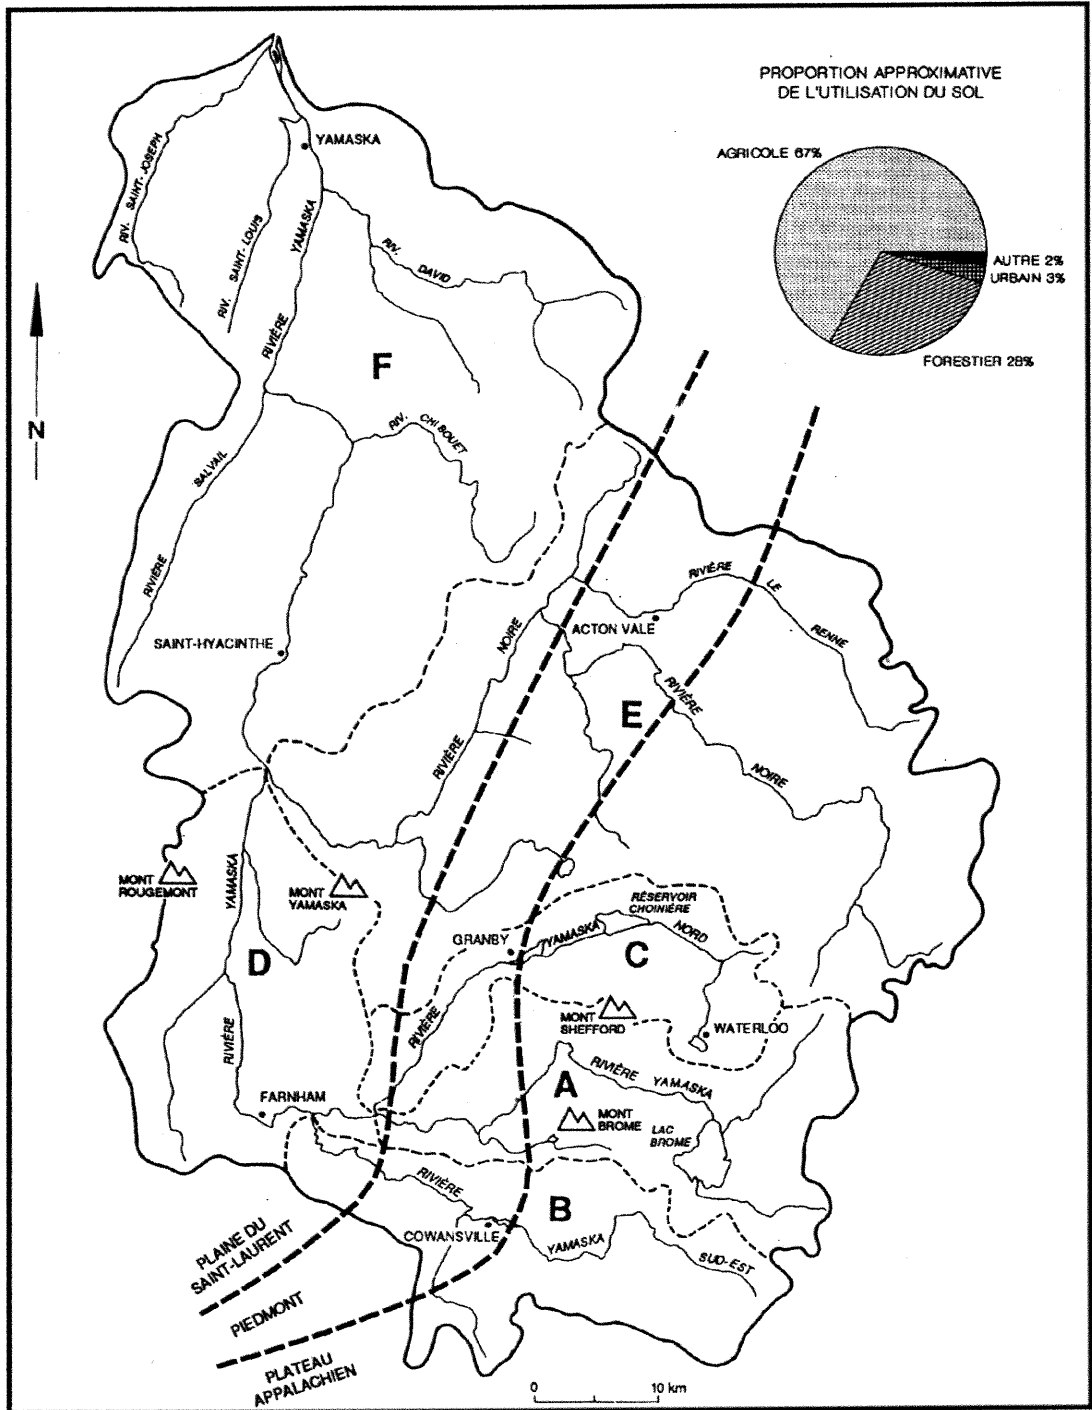 PROPORTION APPROXIMATIVE
DE L'UTILISATION DU SOL
AGRICOLE 67%
AUTRE 2%
URBAIN 3%
FORESTIER 28%
N
YAMASKA
RIV. SAINT-JOSEPH
RIV. SAINT-LOUIS
RIVIÈRE YAMASKA
RIV. DAVID
F
RIV. CHIBOUET
RIVIÈRE SALVAIL
SAINT-HYACINTHE
RIVIÈRE NOIRE
ACTON VALE
RIVIÈRE LE RENNE
E
RIVIÈRE NOIRE
MONT
ROUGEMONT
YAMASKA
MONT
YAMASKA
RÉSERVOIR
CHOINIÈRE
GRANBY
YAMASKA NORD
D
C
RIVIÈRE
RIVIÈRE
MONT
SHEFFORD
WATERLOO
RIVIÈRE YAMASKA
A
FARNHAM
MONT
BROME
LAC
BROME
RIVIÈRE
B
COWANSVILLE
YAMASKA
SUD-EST
PLAINE DU
SAINT-LAURENT
PIEDMONT
PLATEAU
APPALACHIEN
0 10 km